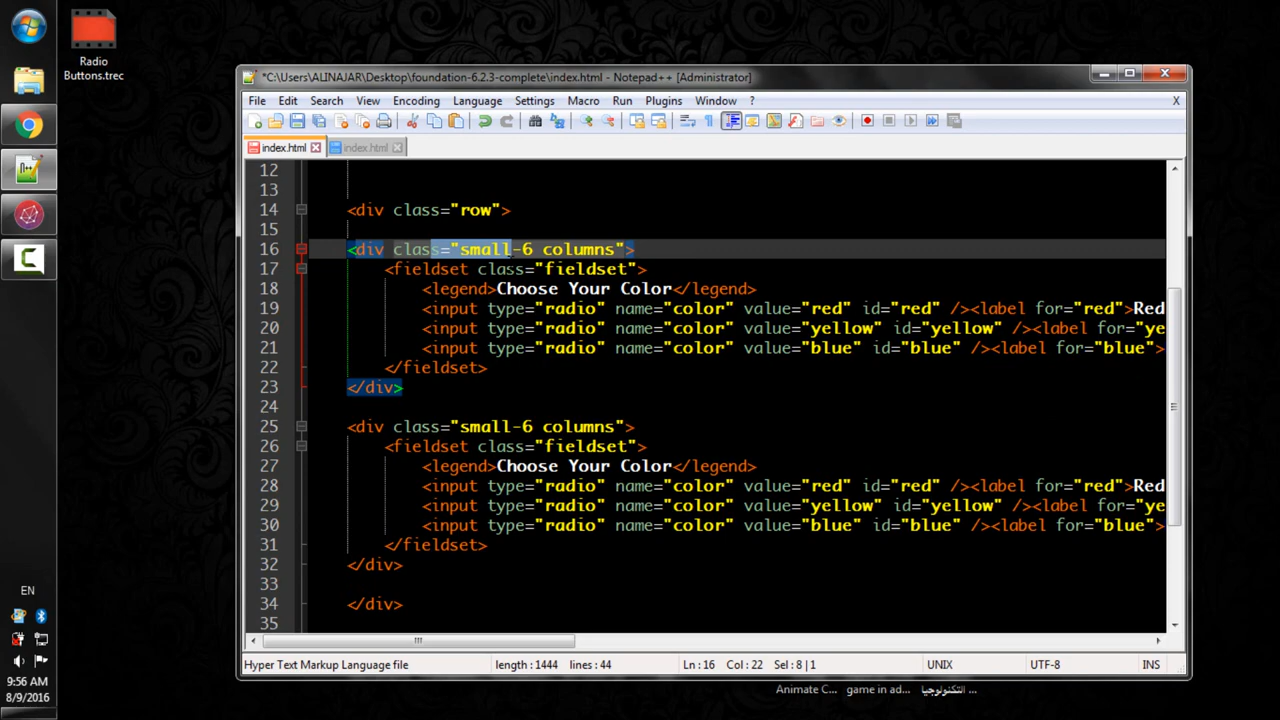 Radio
Buttons.trec
*C:\Users\ALINAJAR\Desktop\foundation-6.2.3-complete\index.html - Notepad++ [Administrator]
File Edit Search View Encoding Language Settings Macro Run Plugins Window ? X
index.html index.html
12
13
14 <div class="row">
15
16 <div class="small-6 columns">
17 <fieldset class="fieldset">
18 <legend>Choose Your Color</legend>
19 <input type="radio" name="color" value="red" id="red" /><label for="red">Red
20 <input type="radio" name="color" value="yellow" id="yellow" /><label for="ye
21 <input type="radio" name="color" value="blue" id="blue" /><label for="blue">
22 </fieldset>
23 </div>
24
25 <div class="small-6 columns">
26 <fieldset class="fieldset">
27 <legend>Choose Your Color</legend>
28 <input type="radio" name="color" value="red" id="red" /><label for="red">Red
29 <input type="radio" name="color" value="yellow" id="yellow" /><label for="ye
30 <input type="radio" name="color" value="blue" id="blue" /><label for="blue">
31 </fieldset>
32 </div>
33
34 </div>
35
Hyper Text Markup Language file length : 1444 lines : 44 Ln : 16 Col : 22 Sel : 8 | 1 UNIX UTF-8 INS
Animate C... game in ad... التكنولوجيا ...
EN
9:56 AM
8/9/2016